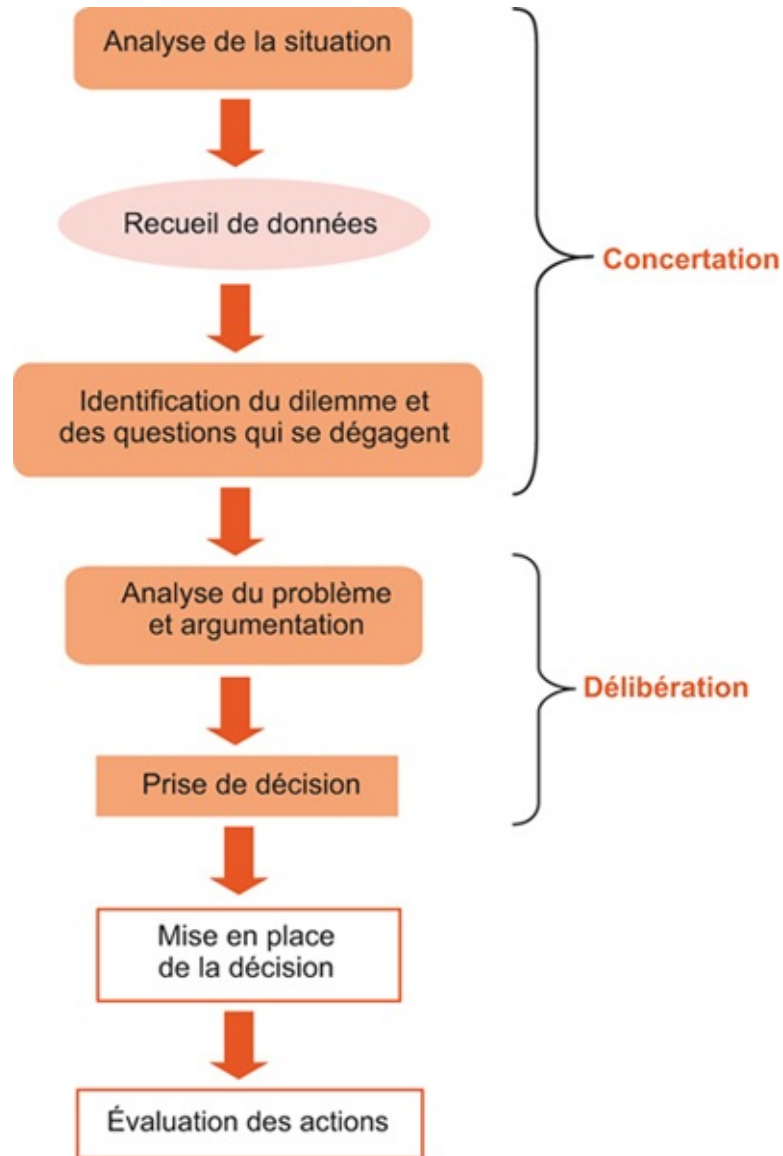 Analyse de la situation
Recueil de données
Concertation
Identification du dilemme et
des questions qui se dégagent
Analyse du problème
et argumentation
Délibération
Prise de décision
Mise en place
de la décision
Évaluation des actions